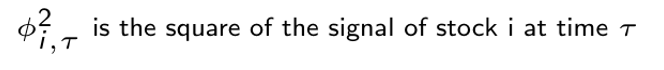 ϕ²ᵢ,τ is the square of the signal of stock i at time τ